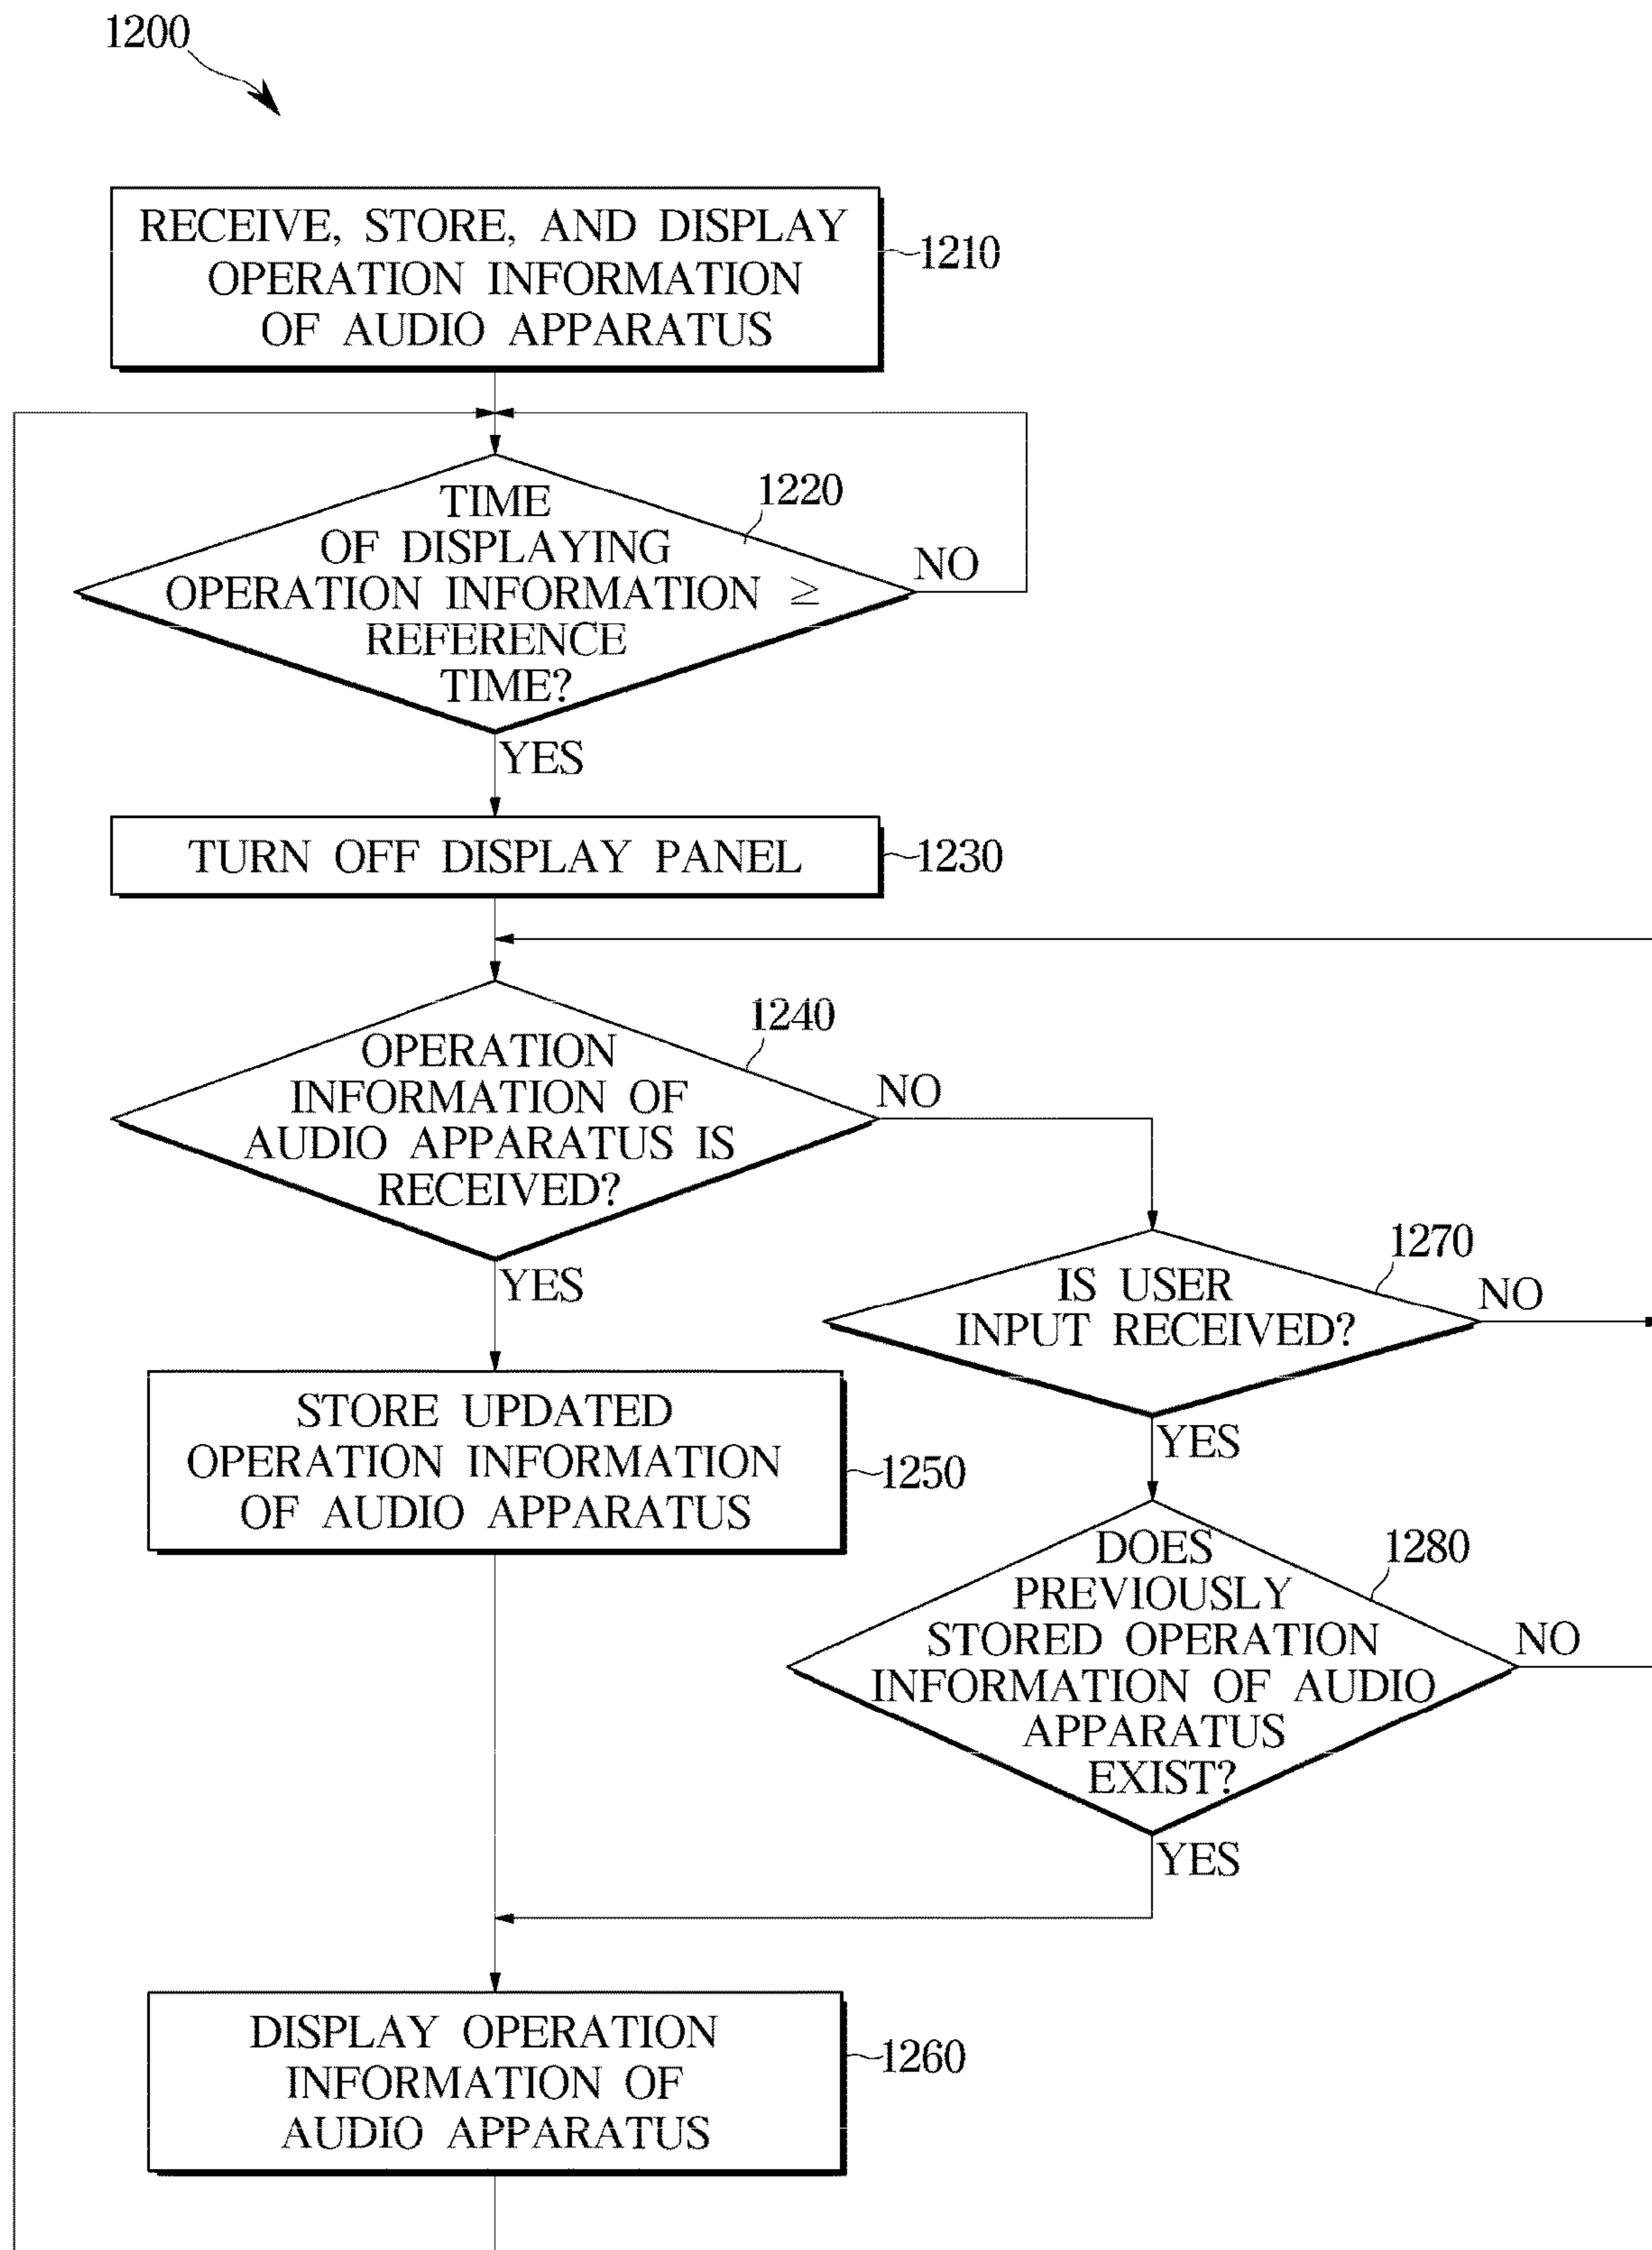 1200
RECEIVE, STORE, AND DISPLAY
OPERATION INFORMATION
OF AUDIO APPARATUS
1210
1220
TIME
OF DISPLAYING
OPERATION INFORMATION ≥
REFERENCE
TIME?
NO
YES
TURN OFF DISPLAY PANEL
1230
1240
OPERATION
INFORMATION OF
AUDIO APPARATUS IS
RECEIVED?
NO
YES
1270
IS USER
INPUT RECEIVED?
NO
YES
STORE UPDATED
OPERATION INFORMATION
OF AUDIO APPARATUS
1250
1280
DOES
PREVIOUSLY
STORED OPERATION
INFORMATION OF AUDIO
APPARATUS
EXIST?
NO
YES
DISPLAY OPERATION
INFORMATION OF
AUDIO APPARATUS
1260